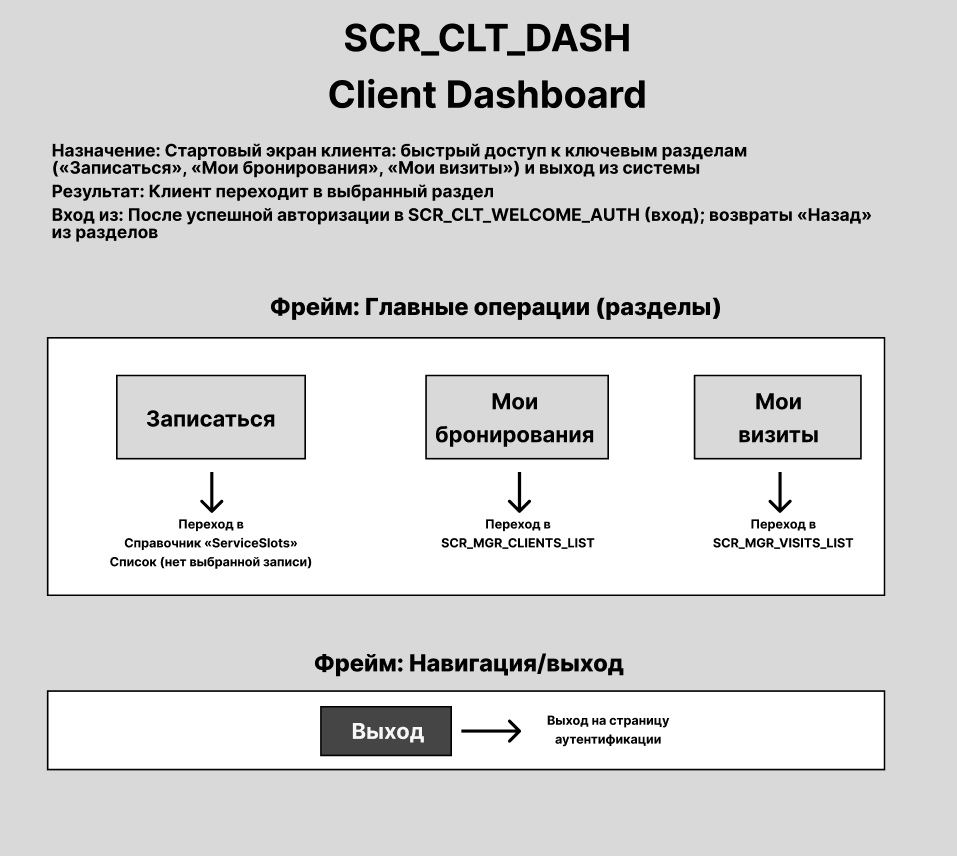 SCR_CLT_DASH
Client Dashboard
Назначение: Стартовый экран клиента: быстрый доступ к ключевым разделам
(«Записаться», «Мои бронирования», «Мои визиты») и выход из системы
Результат: Клиент переходит в выбранный раздел
Вход из: После успешной авторизации в SCR_CLT_WELCOME_AUTH (вход); возвраты «Назад»
из разделов
Фрейм: Главные операции (разделы)
Записаться
Мои
бронирования
Мои
визиты
Переход в
Справочник «ServiceSlots»
Список (нет выбранной записи)
Переход в
SCR_MGR_CLIENTS_LIST
Переход в
SCR_MGR_VISITS_LIST
Фрейм: Навигация/выход
Выход
Выход на страницу
аутентификации